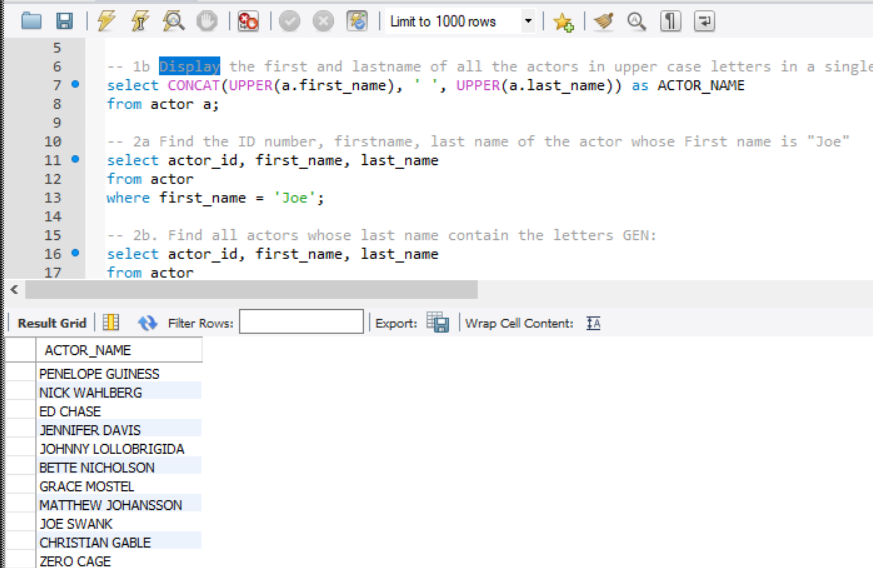 Limit to 1000 rows
5
6 -- 1b Display the first and lastname of all the actors in upper case letters in a single
7 select CONCAT(UPPER(a.first_name), ' ', UPPER(a.last_name)) as ACTOR_NAME
8 from actor a;
9
10 -- 2a Find the ID number, firstname, last name of the actor whose First name is "Joe"
11 select actor_id, first_name, last_name
12 from actor
13 where first_name = 'Joe';
14
15 -- 2b. Find all actors whose last name contain the letters GEN:
16 select actor_id, first_name, last_name
17 from actor
Result Grid Filter Rows: Export: Wrap Cell Content:
ACTOR_NAME
PENELOPE GUINESS
NICK WAHLBERG
ED CHASE
JENNIFER DAVIS
JOHNNY LOLLOBRIGIDA
BETTE NICHOLSON
GRACE MOSTEL
MATTHEW JOHANSSON
JOE SWANK
CHRISTIAN GABLE
ZERO CAGE